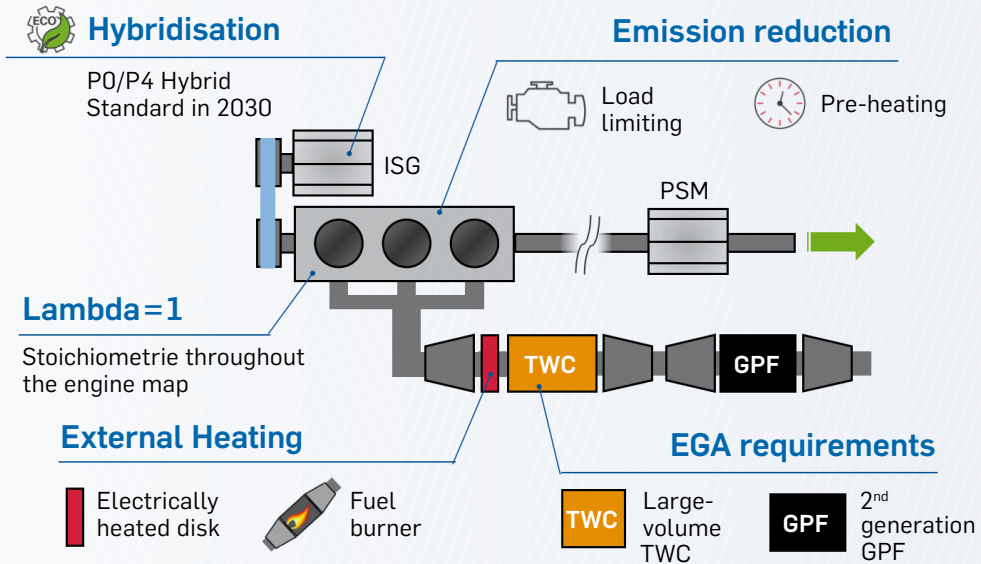 ECO
Hybridisation
P0/P4 Hybrid
Standard in 2030
ISG
Emission reduction
Load
limiting
Pre-heating
PSM
Lambda=1
Stoichiometrie throughout
the engine map
TWC
GPF
External Heating
Electrically
heated disk
Fuel
burner
EGA requirements
TWC
Large-
volume
TWC
GPF
2nd
generation
GPF